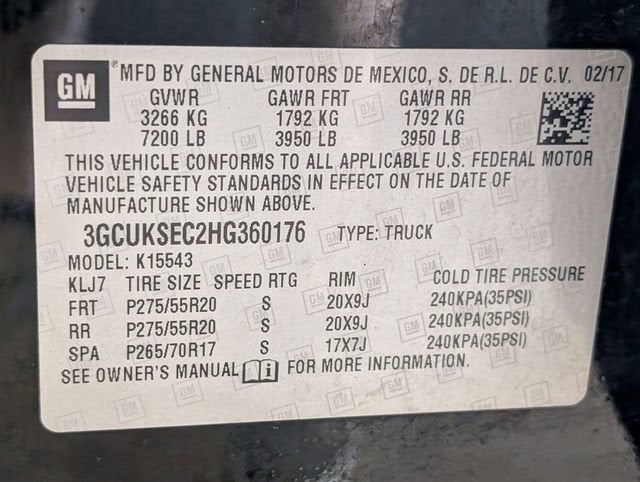 GM ® MFD BY GENERAL MOTORS DE MEXICO, S. DE R.L. DE C.V. 02/17
GVWR GAWR FRT GAWR RR
3266 KG 1792 KG 1792 KG
7200 LB 3950 LB 3950 LB
THIS VEHICLE CONFORMS TO ALL APPLICABLE U.S. FEDERAL MOTOR
VEHICLE SAFETY STANDARDS IN EFFECT ON THE DATE OF
MANUFACTURE SHOWN ABOVE.
3GCUKSEC2HG360176 TYPE: TRUCK
MODEL: K15543
KLJ7 TIRE SIZE SPEED RTG RIM COLD TIRE PRESSURE
FRT P275/55R20 S 20X9J 240KPA(35PSI)
RR P275/55R20 S 20X9J 240KPA(35PSI)
SPA P265/70R17 S 17X7J 240KPA(35PSI)
SEE OWNER'S MANUAL i FOR MORE INFORMATION.